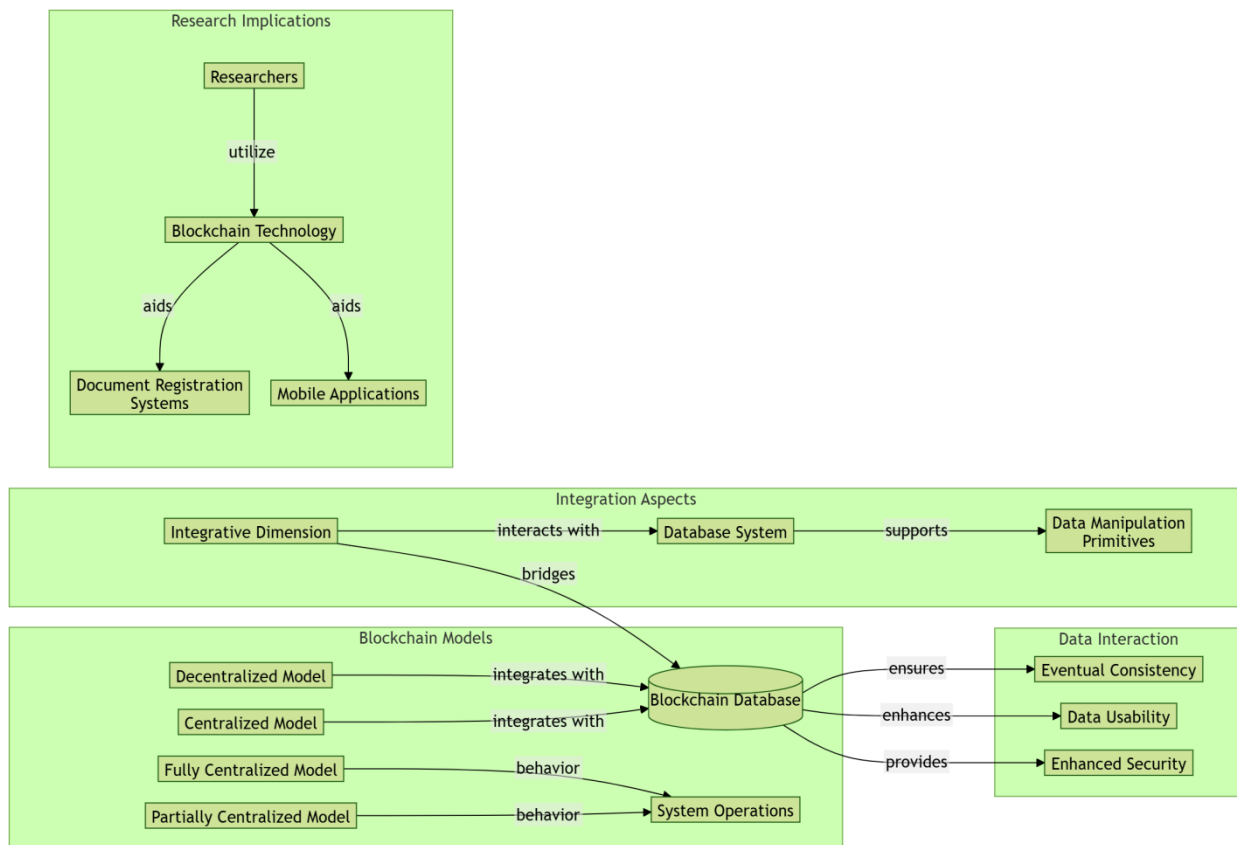 Research Implications
Researchers
utilize
Blockchain Technology
aids
aids
Document Registration
Systems
Mobile Applications
Integration Aspects
Integrative Dimension
interacts with
Database System
supports
Data Manipulation
Primitives
bridges
Blockchain Models
Data Interaction
Decentralized Model
integrates with
Blockchain Database
ensures
Eventual Consistency
Centralized Model
integrates with
enhances
Data Usability
Fully Centralized Model
behavior
provides
Enhanced Security
Partially Centralized Model
behavior
System Operations